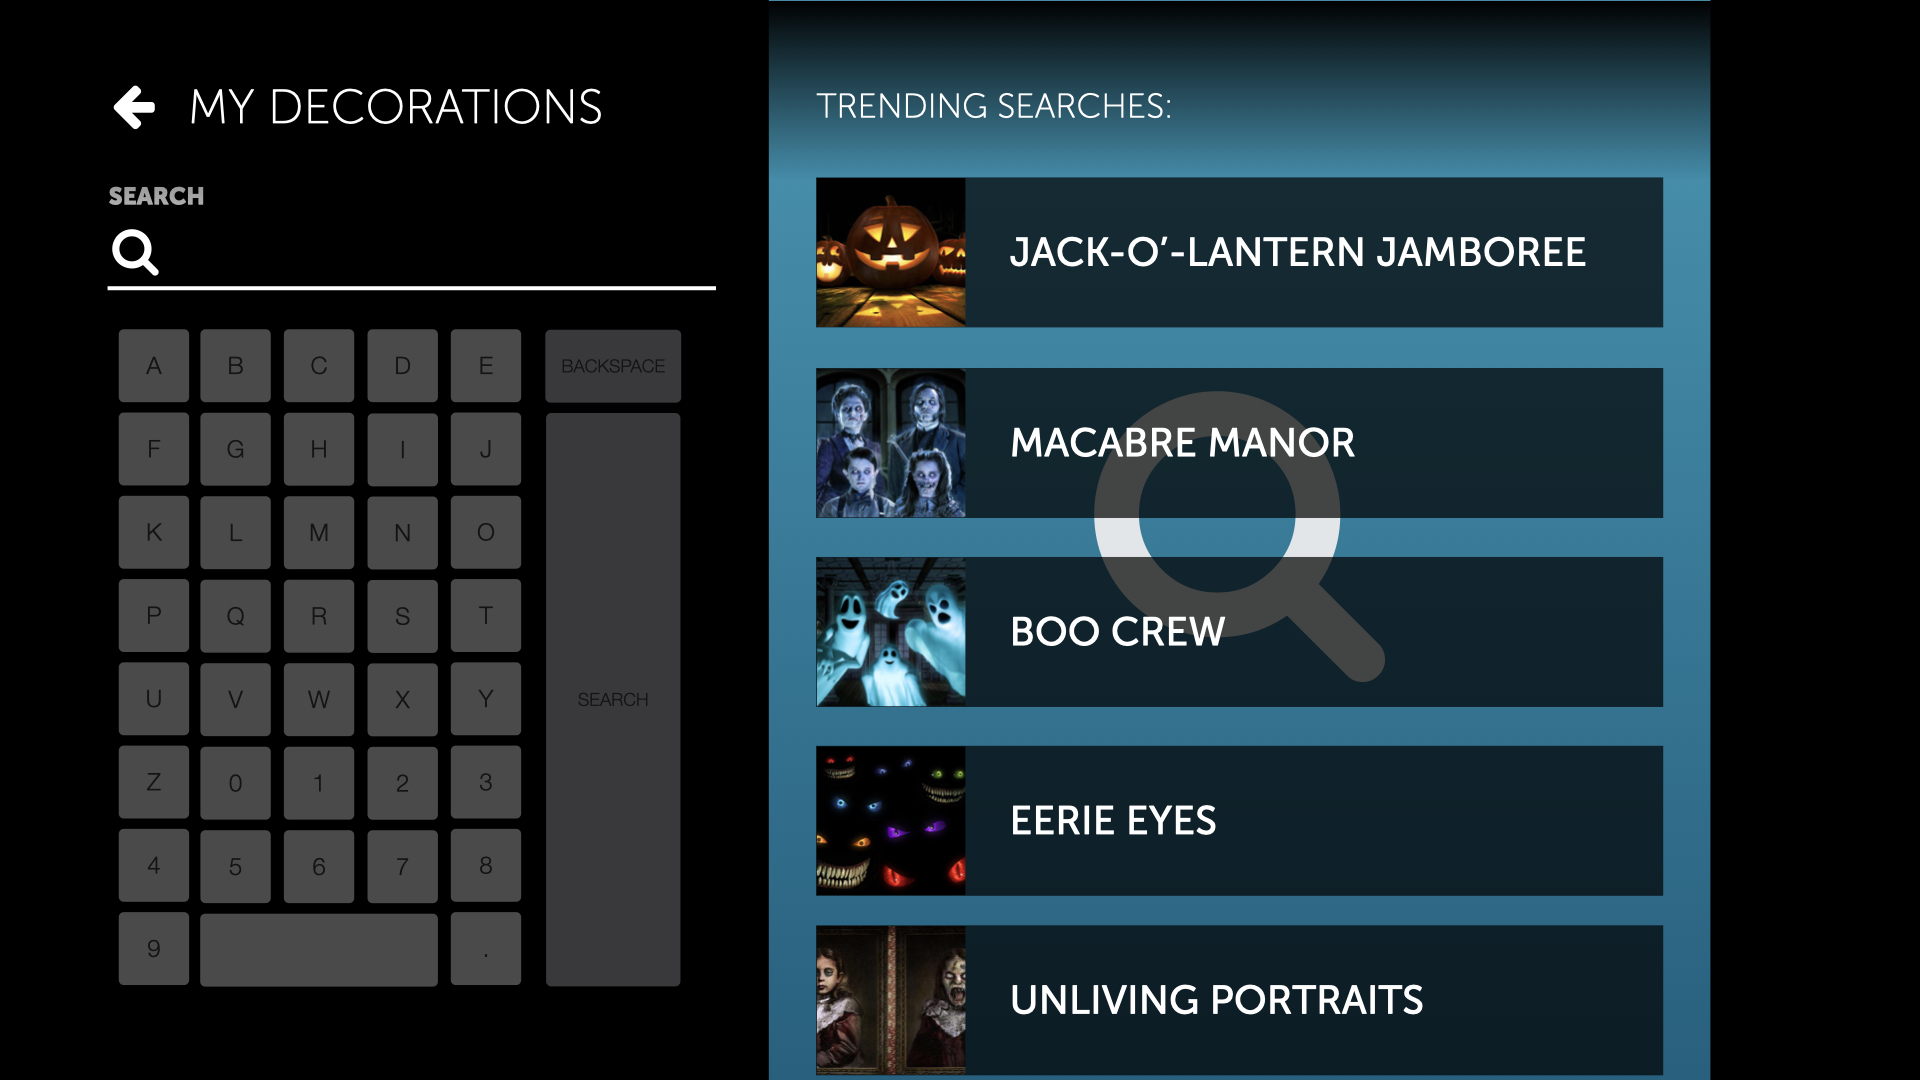 MY DECORATIONS
SEARCH
A B C D E BACKSPACE
F G H I J
K L M N O
P Q R S T
U V W X Y SEARCH
Z 0 1 2 3
4 5 6 7 8
9 .
TRENDING SEARCHES:
JACK-O’-LANTERN JAMBOREE
MACABRE MANOR
BOO CREW
EERIE EYES
UNLIVING PORTRAITS